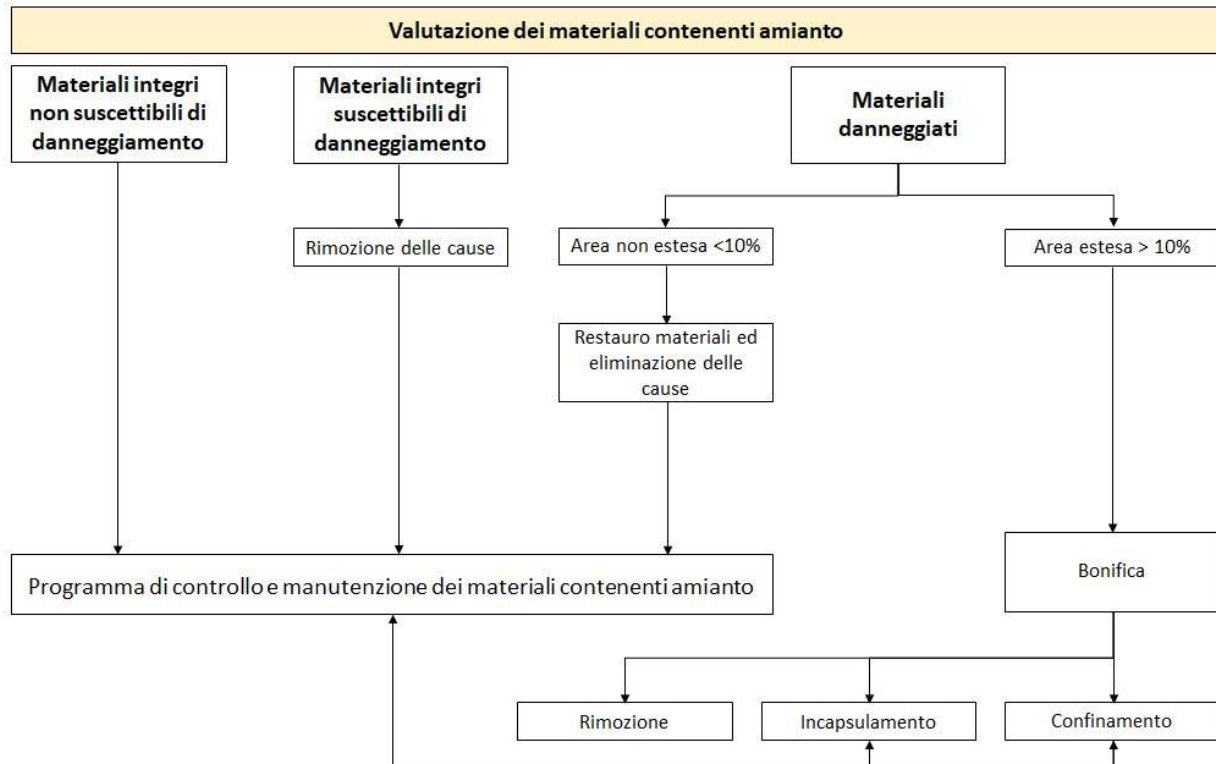 Valutazione dei materiali contenenti amianto
Materiali integri
non suscettibili di
danneggiamento
Materiali integri
suscettibili di
danneggiamento
Materiali
danneggiati
Rimozione delle cause
Area non estesa <10%
Area estesa > 10%
Restauro materiali ed
eliminazione delle
cause
Programma di controllo e manutenzione dei materiali contenenti amianto
Bonifica
Rimozione
Incapsulamento
Confinamento